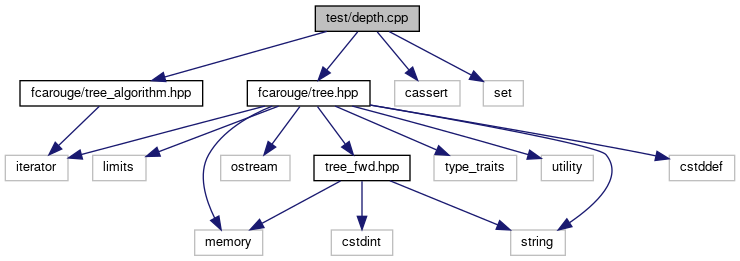 test/depth.cpp
fcarouge/tree_algorithm.hpp
fcarouge/tree.hpp
cassert
set
iterator
limits
ostream
tree_fwd.hpp
type_traits
utility
cstddef
memory
cstdint
string